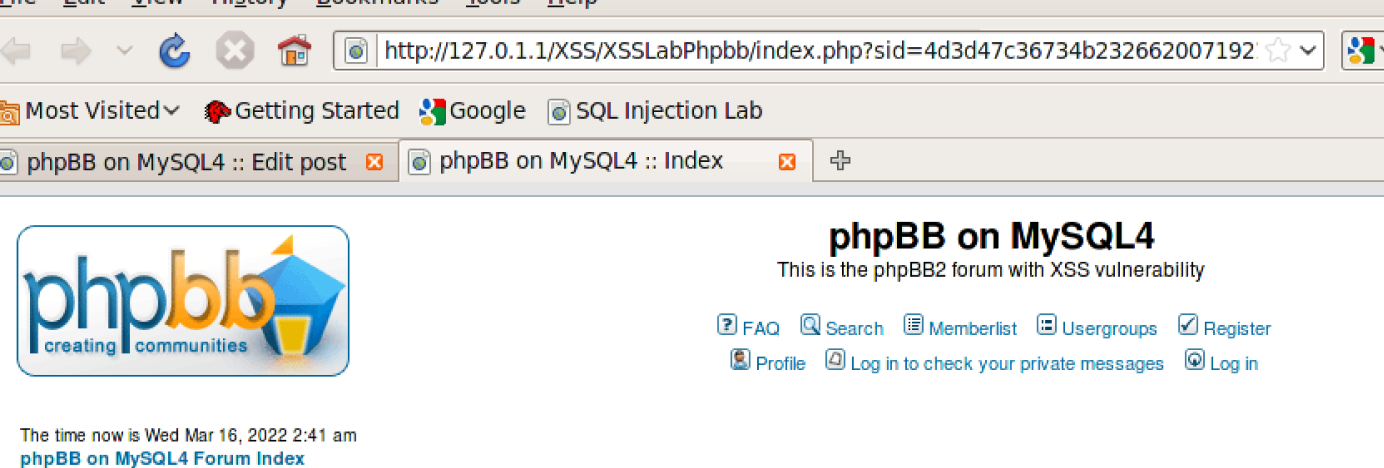 File Edit View History Bookmarks Tools Help
http://127.0.1.1/XSS/XSSLabPhpbb/index.php?sid=4d3d47c36734b232662007192
Most Visited Getting Started Google SQL Injection Lab
phpBB on MySQL4 :: Edit post phpBB on MySQL4 :: Index
phpBB on MySQL4
This is the phpBB2 forum with XSS vulnerability
phpbb
creating communities
FAQ Search Memberlist Usergroups Register
Profile Log in to check your private messages Log in
The time now is Wed Mar 16, 2022 2:41 am
phpBB on MySQL4 Forum Index